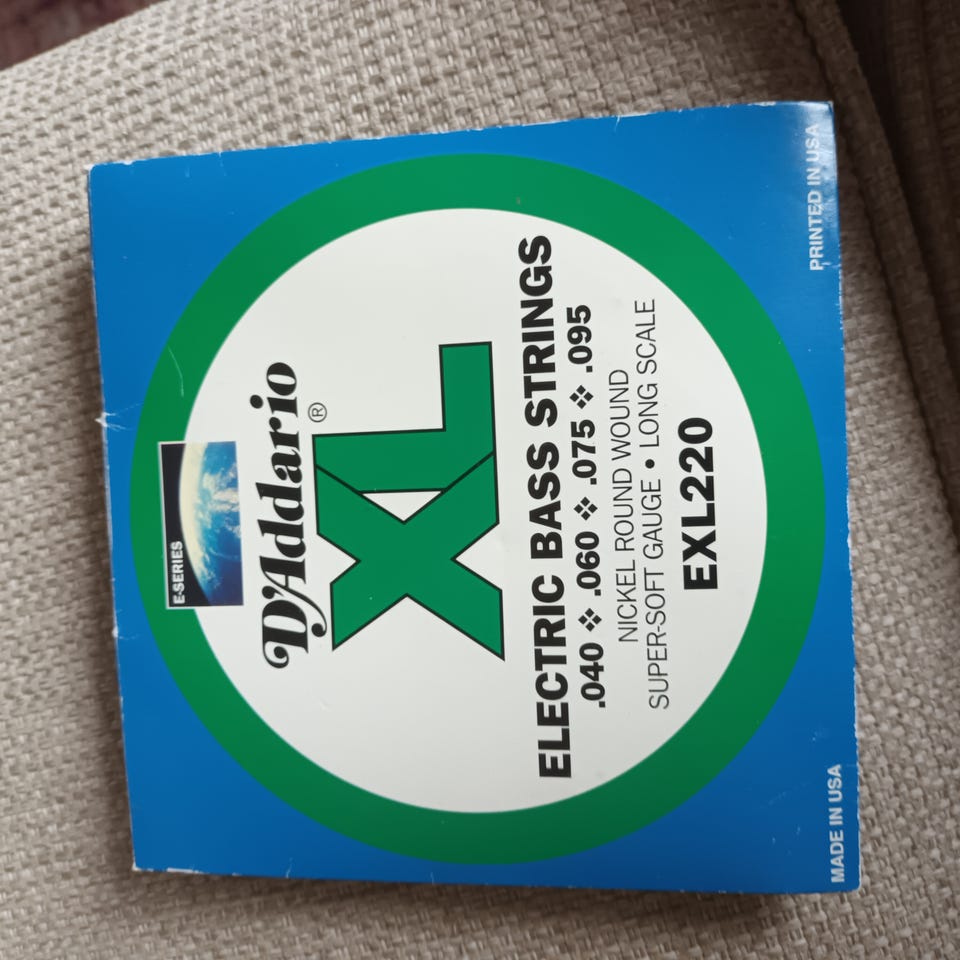 E-SERIES
D'Addario
®
XL
ELECTRIC BASS STRINGS
.040 ❖ .060 ❖ .075 ❖ .095
NICKEL ROUND WOUND
SUPER-SOFT GAUGE • LONG SCALE
EXL220
MADE IN USA
PRINTED IN USA